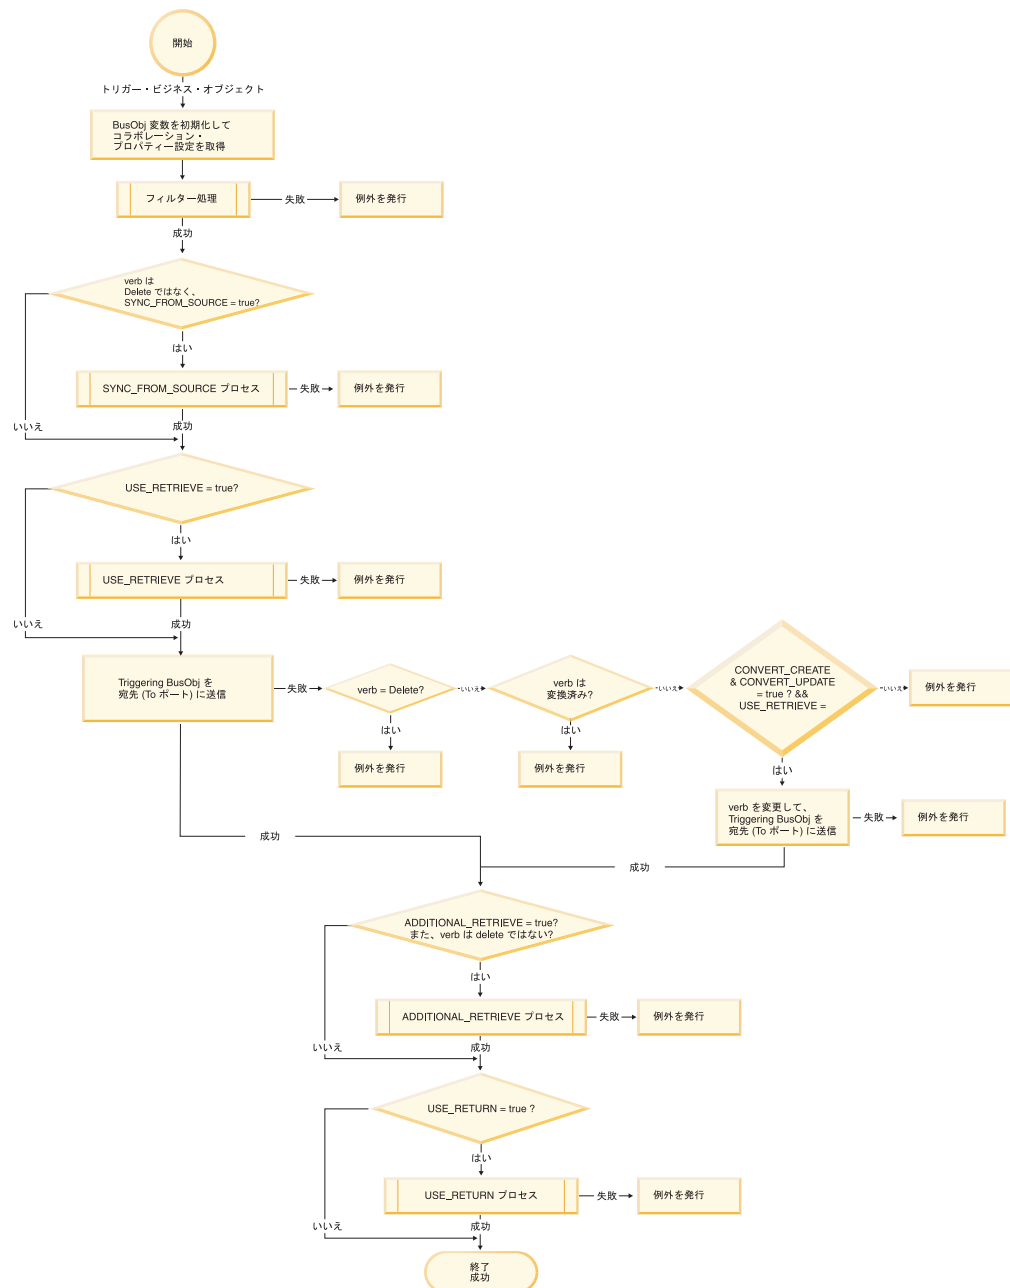 開始
トリガー・ビジネス・オブジェクト
BusObj 変数を初期化して
コラボレーション・
プロパティー設定を取得
フィルター処理
失敗
例外を発行
成功
verb は
Delete ではなく、
SYNC_FROM_SOURCE = true?
はい
SYNC_FROM_SOURCE プロセス
失敗
例外を発行
いいえ
成功
USE_RETRIEVE = true?
はい
USE_RETRIEVE プロセス
失敗
例外を発行
いいえ
成功
Triggering BusObj を
宛先 (To ポート) に送信
失敗
verb = Delete?
いいえ
verb は
変換済み?
いいえ
CONVERT_CREATE
& CONVERT_UPDATE
= true ? &&
USE_RETRIEVE =
いいえ
例外を発行
はい
例外を発行
はい
例外を発行
はい
verb を変更して、
Triggering BusObj を
宛先 (To ポート) に送信
失敗
例外を発行
成功
成功
ADDITIONAL_RETRIEVE = true?
また、verb は delete ではない?
はい
ADDITIONAL_RETRIEVE プロセス
失敗
例外を発行
いいえ
成功
USE_RETURN = true ?
はい
USE_RETURN プロセス
失敗
例外を発行
いいえ
成功
終了
成功